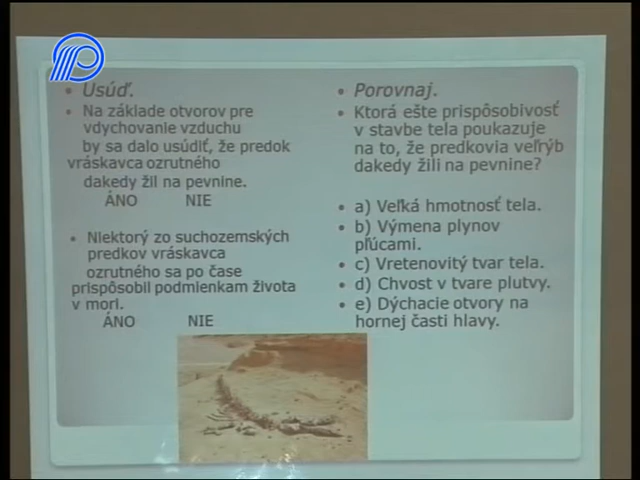 Usúď.
Na základe otvorov pre
vdychovanie vzduchu
by sa dalo usúdiť, že predok
vráskavca ozrutného
dakedy žil na pevnine.
ÁNO NIE
Niektorý zo suchozemských
predkov vráskavca
ozrutného sa po čase
prispôsobil podmienkam života
v mori.
ÁNO NIE
Porovnaj.
Ktorá ešte prispôsobivosť
v stavbe tela poukazuje
na to, že predkovia veľrýb
dakedy žili na pevnine?
a) Veľká hmotnosť tela.
b) Výmena plynov
pľúcami.
c) Vretenovitý tvar tela.
d) Chvost v tvare plutvy.
e) Dýchacie otvory na
hornej časti hlavy.